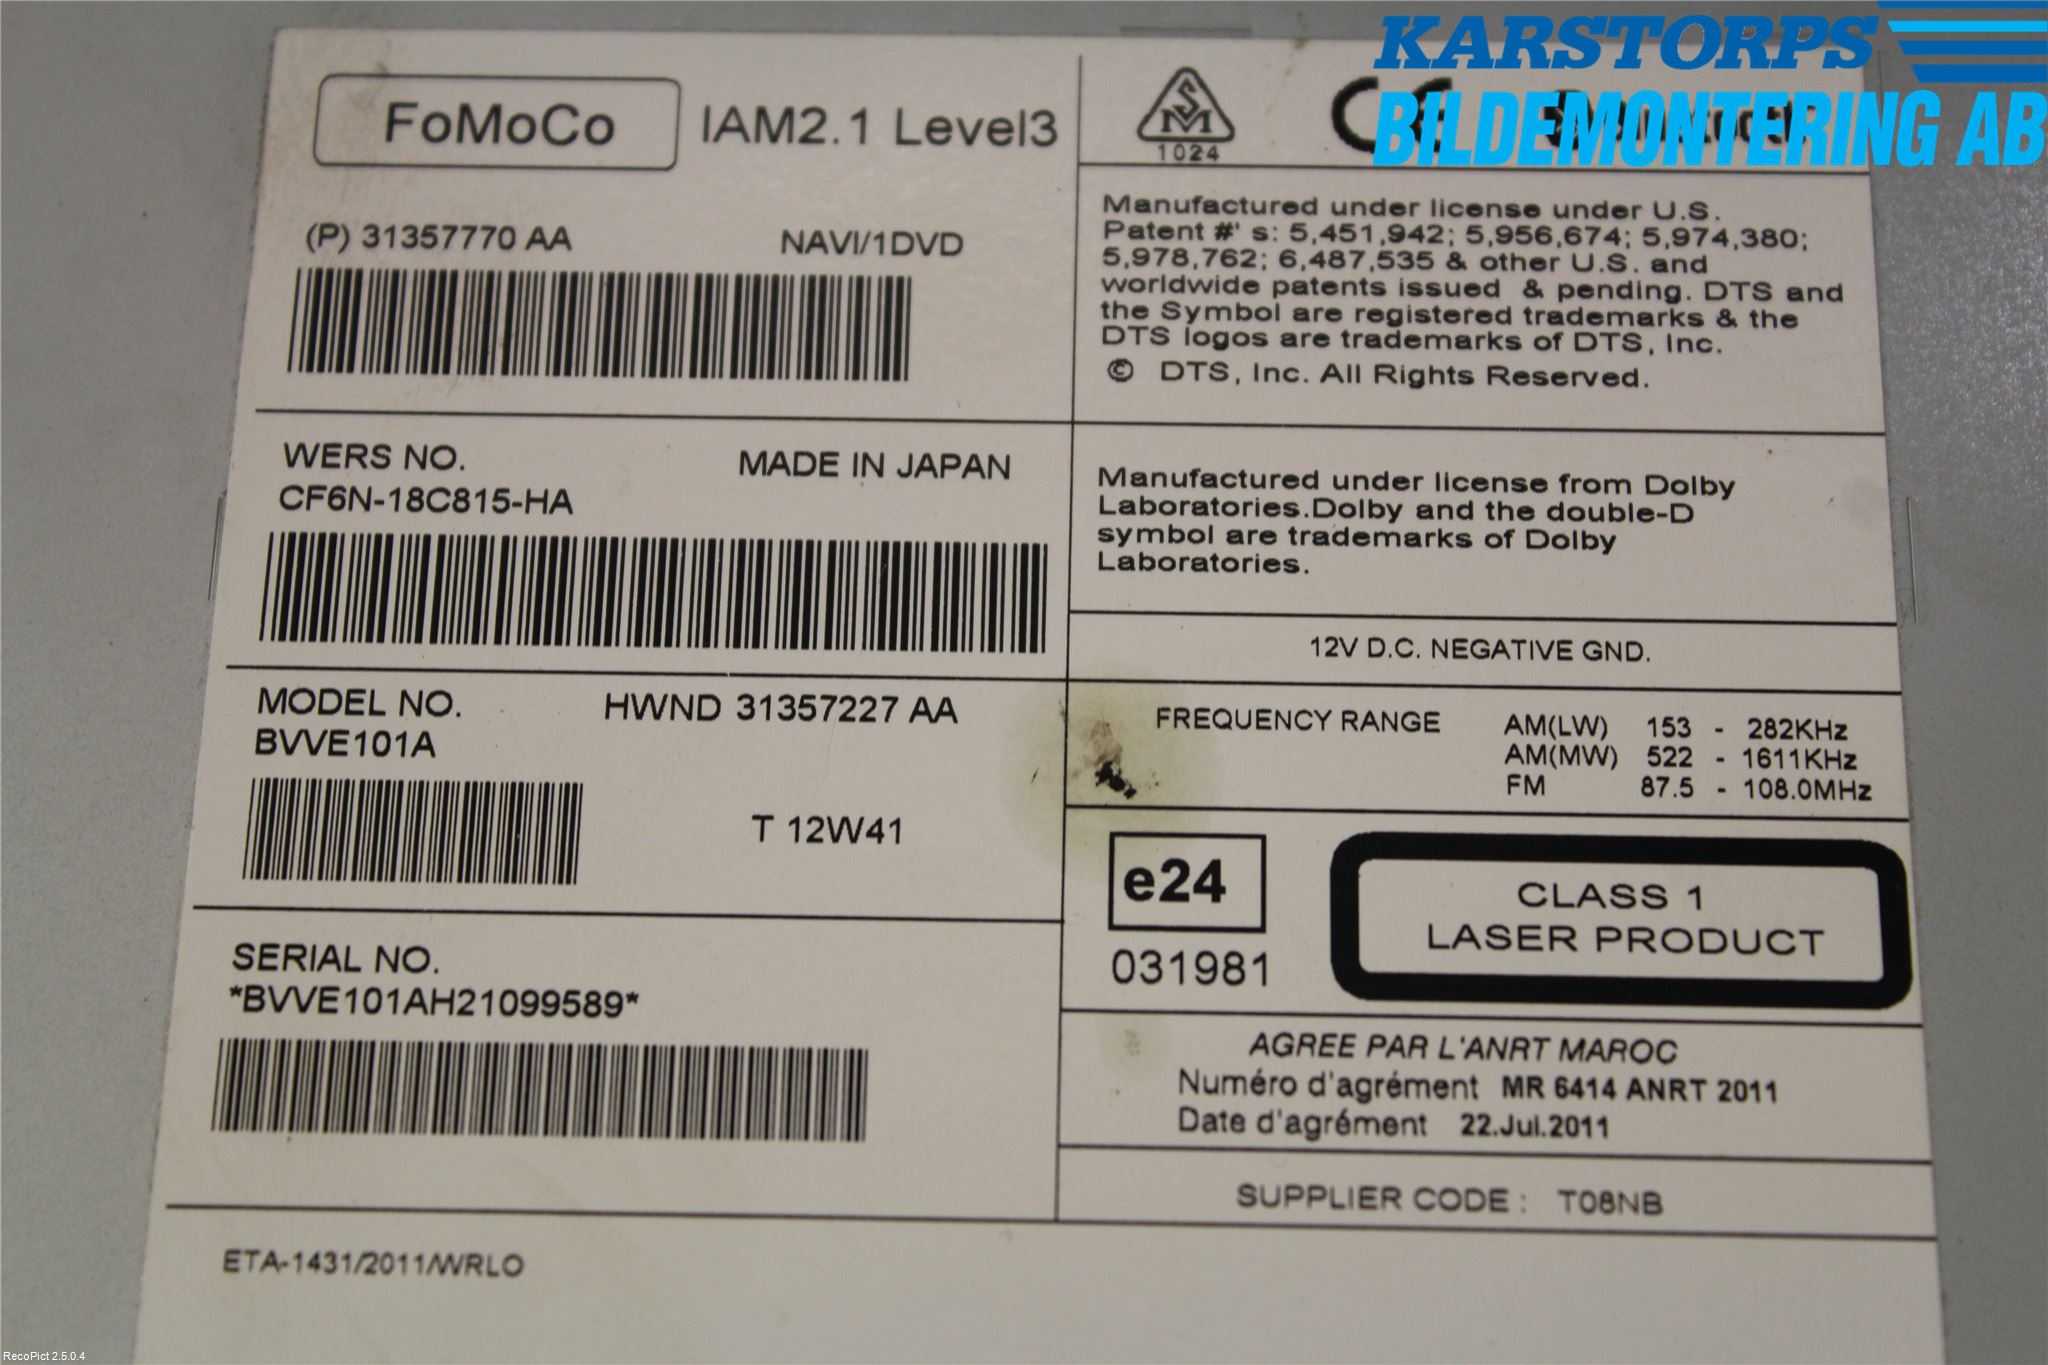 KARSTORPS
BILDEMONTERING AB
FoMoCo
IAM2.1 Level3
SM
1024
CE
(P) 31357770 AA
NAVI/1DVD
WERS NO.
MADE IN JAPAN
CF6N-18C815-HA
MODEL NO.
HWND 31357227 AA
BVVE101A
T 12W41
SERIAL NO.
*BVVE101AH21099589*
ETA-1431/2011/WRLO
Manufactured under license under U.S.
Patent #' s: 5,451,942; 5,956,674; 5,974,380;
5,978,762; 6,487,535 & other U.S. and
worldwide patents issued & pending. DTS and
the Symbol are registered trademarks & the
DTS logos are trademarks of DTS, Inc.
© DTS, Inc. All Rights Reserved.
Manufactured under license from Dolby
Laboratories.Dolby and the double-D
symbol are trademarks of Dolby
Laboratories.
12V D.C. NEGATIVE GND.
FREQUENCY RANGE AM(LW) 153 - 282KHz
AM(MW) 522 - 1611KHz
FM 87.5 - 108.0MHz
e24
031981
CLASS 1
LASER PRODUCT
AGREE PAR L'ANRT MAROC
Numéro d'agrément MR 6414 ANRT 2011
Date d'agrément 22.Jul.2011
SUPPLIER CODE : T08NB
RecoPict 2.5.0.4